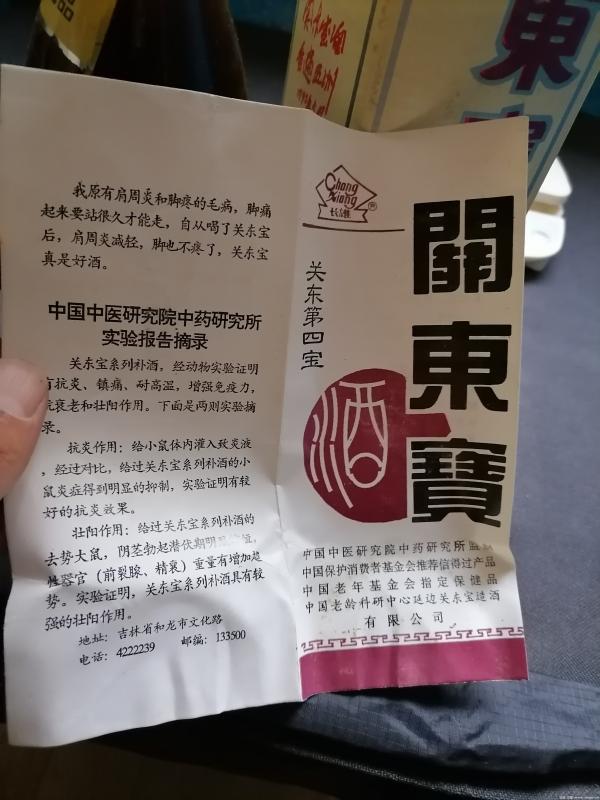 我原有肩周炎和脚疼的毛病，脚痛
起来要站很久才能走，自从喝了关东宝
后，肩周炎减轻，脚也不疼了，关东宝
真是好酒。
中国中医研究院中药研究所
实验报告摘录
关东宝系列补酒，经动物实验证明
有抗炎、镇痛、耐高温，增强免疫力，
抗衰老和壮阳作用。下面是两则实验摘
录。
抗炎作用：给小鼠体内灌入致炎液
，经过对比，给过关东宝系列补酒的小
鼠炎症得到明显的抑制，实验证明有较
好的抗炎效果。
壮阳作用：给过关东宝系列补酒的
去势大鼠，阴茎勃起潜伏期明显
性器官（前裂腺、精囊）重量有增加趋
势。实验证明，关东宝系列补酒具有较
强的壮阳作用。
地址：吉林省和龙市文化路
电话：4222239 邮编：133500
Chang
Xiang
®
關東寶
关东第四宝
酒
中国中医研究院中药研究所监制
中国保护消费者基金会推荐信得过产品
中国老年基金会指定保健品
中国老龄科研中心延边关东宝造酒
有限公司
東